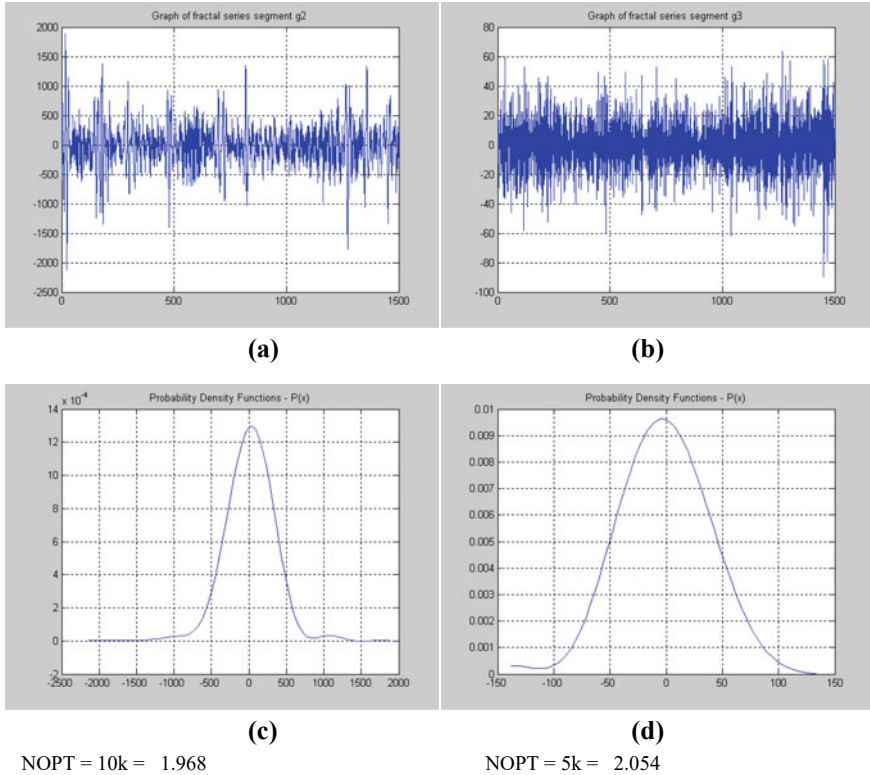 Graph of fractal series segment g2
2000
1500
1000
500
0
-500
-1000
-1500
-2000
-2500
0 500 1000 1500
(a)
Graph of fractal series segment g3
80
60
40
20
0
-20
-40
-60
-80
-100
0 500 1000 1500
(b)
x 10-4
Probability Density Functions - P(x)
14
12
10
8
6
4
2
0
-2
-2500 -2000 -1500 -1000 -500 0 500 1000 1500 2000
(c)
Probability Density Functions - P(x)
0.01
0.009
0.008
0.007
0.006
0.005
0.004
0.003
0.002
0.001
0
-150 -100 -50 0 50 100 150
(d)
NOPT = 10k = 1.968
NOPT = 5k = 2.054